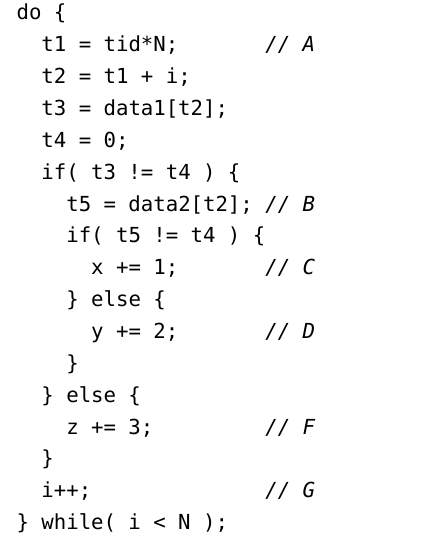 do {
  t1 = tid*N;       // A
  t2 = t1 + i;
  t3 = data1[t2];
  t4 = 0;
  if( t3 != t4 ) {
    t5 = data2[t2]; // B
    if( t5 != t4 ) {
      x += 1;       // C
    } else {
      y += 2;       // D
    }
  } else {
    z += 3;         // F
  }
  i++;              // G
} while( i < N );